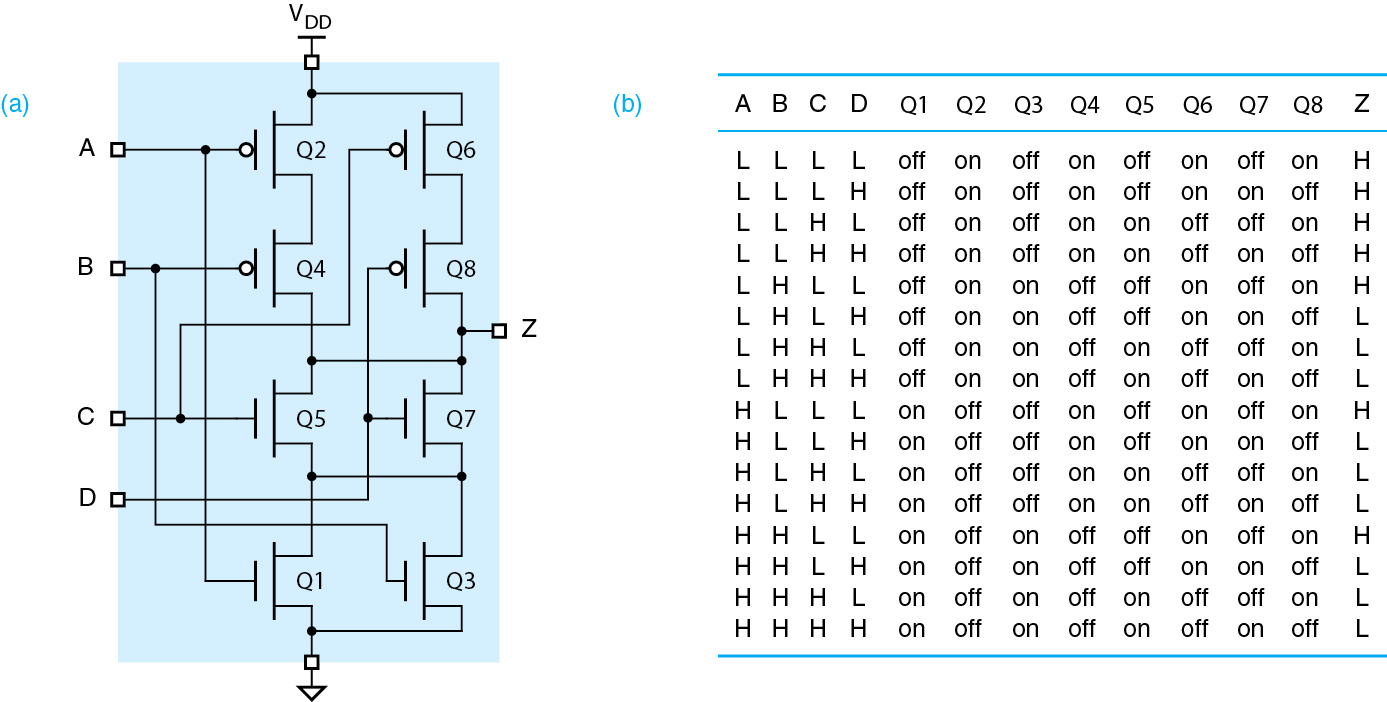 V DD
(a)
A
Q2
Q6
B
Q4
Q8
Z
C
Q5
Q7
D
Q1
Q3
(b)
A B C D Q1 Q2 Q3 Q4 Q5 Q6 Q7 Q8 Z
L L L L off on off on off on off on H
L L L H off on off on off on on off H
L L H L off on off on on off off on H
L L H H off on off on on off on off H
L H L L off on on off off on off on H
L H L H off on on off off on on off L
L H H L off on on off on off off on L
L H H H off on on off on off on off L
H L L L on off off on off on off on H
H L L H on off off on off on on off L
H L H L on off off on on off off on L
H L H H on off off on on off on off L
H H L L on off on off off on off on H
H H L H on off on off off on on off L
H H H L on off on off on off off on L
H H H H on off on off on off on off L